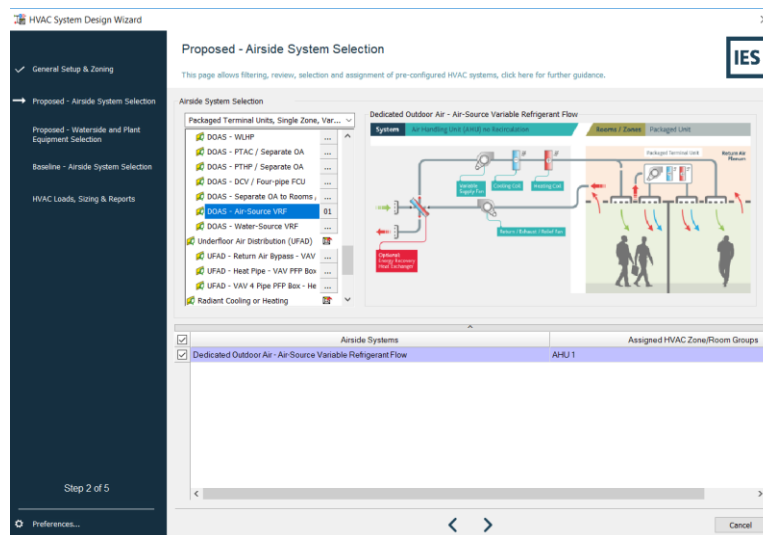 HVAC System Design Wizard
General Setup & Zoning
Proposed - Airside System Selection
Proposed - Waterside and Plant
Equipment Selection
Baseline - Airside System Selection
HVAC Loads, Sizing & Reports
Step 2 of 5
Preferences...
Proposed - Airside System Selection
IES
This page allows filtering, review, selection and assignment of pre-configured HVAC systems, click here for further guidance.
Airside System Selection
Packaged Terminal Units, Single Zone, Var...
DOAS - WLHP ...
DOAS - PTAC / Separate OA ...
DOAS - PTHP / Separate OA ...
DOAS - DCV / Four-pipe FCU ...
DOAS - Separate OA to Rooms , ...
DOAS - Air-Source VRF 01
DOAS - Water-Source VRF ...
Underfloor Air Distribution (UFAD)
UFAD - Return Air Bypass - VAV ...
UFAD - Heat Pipe - VAV PFP Box ...
UFAD - VAV 4 Pipe PFP Box - He ...
Radiant Cooling or Heating
Dedicated Outdoor Air - Air-Source Variable Refrigerant Flow
System Air Handling Unit (AHU) on Recirculation Rooms / Zones Packaged Unit
Packaged Terminal Unit
Return Air
Plenum
Variable
Supply Fan
Cooling Coil
Heating Coil
Return / Exhaust / Relief Fan
Optional:
Energy Recovery
Heat Exchanger
Airside Systems Assigned HVAC Zone/Room Groups
Dedicated Outdoor Air - Air-Source Variable Refrigerant Flow AHU 1
Cancel